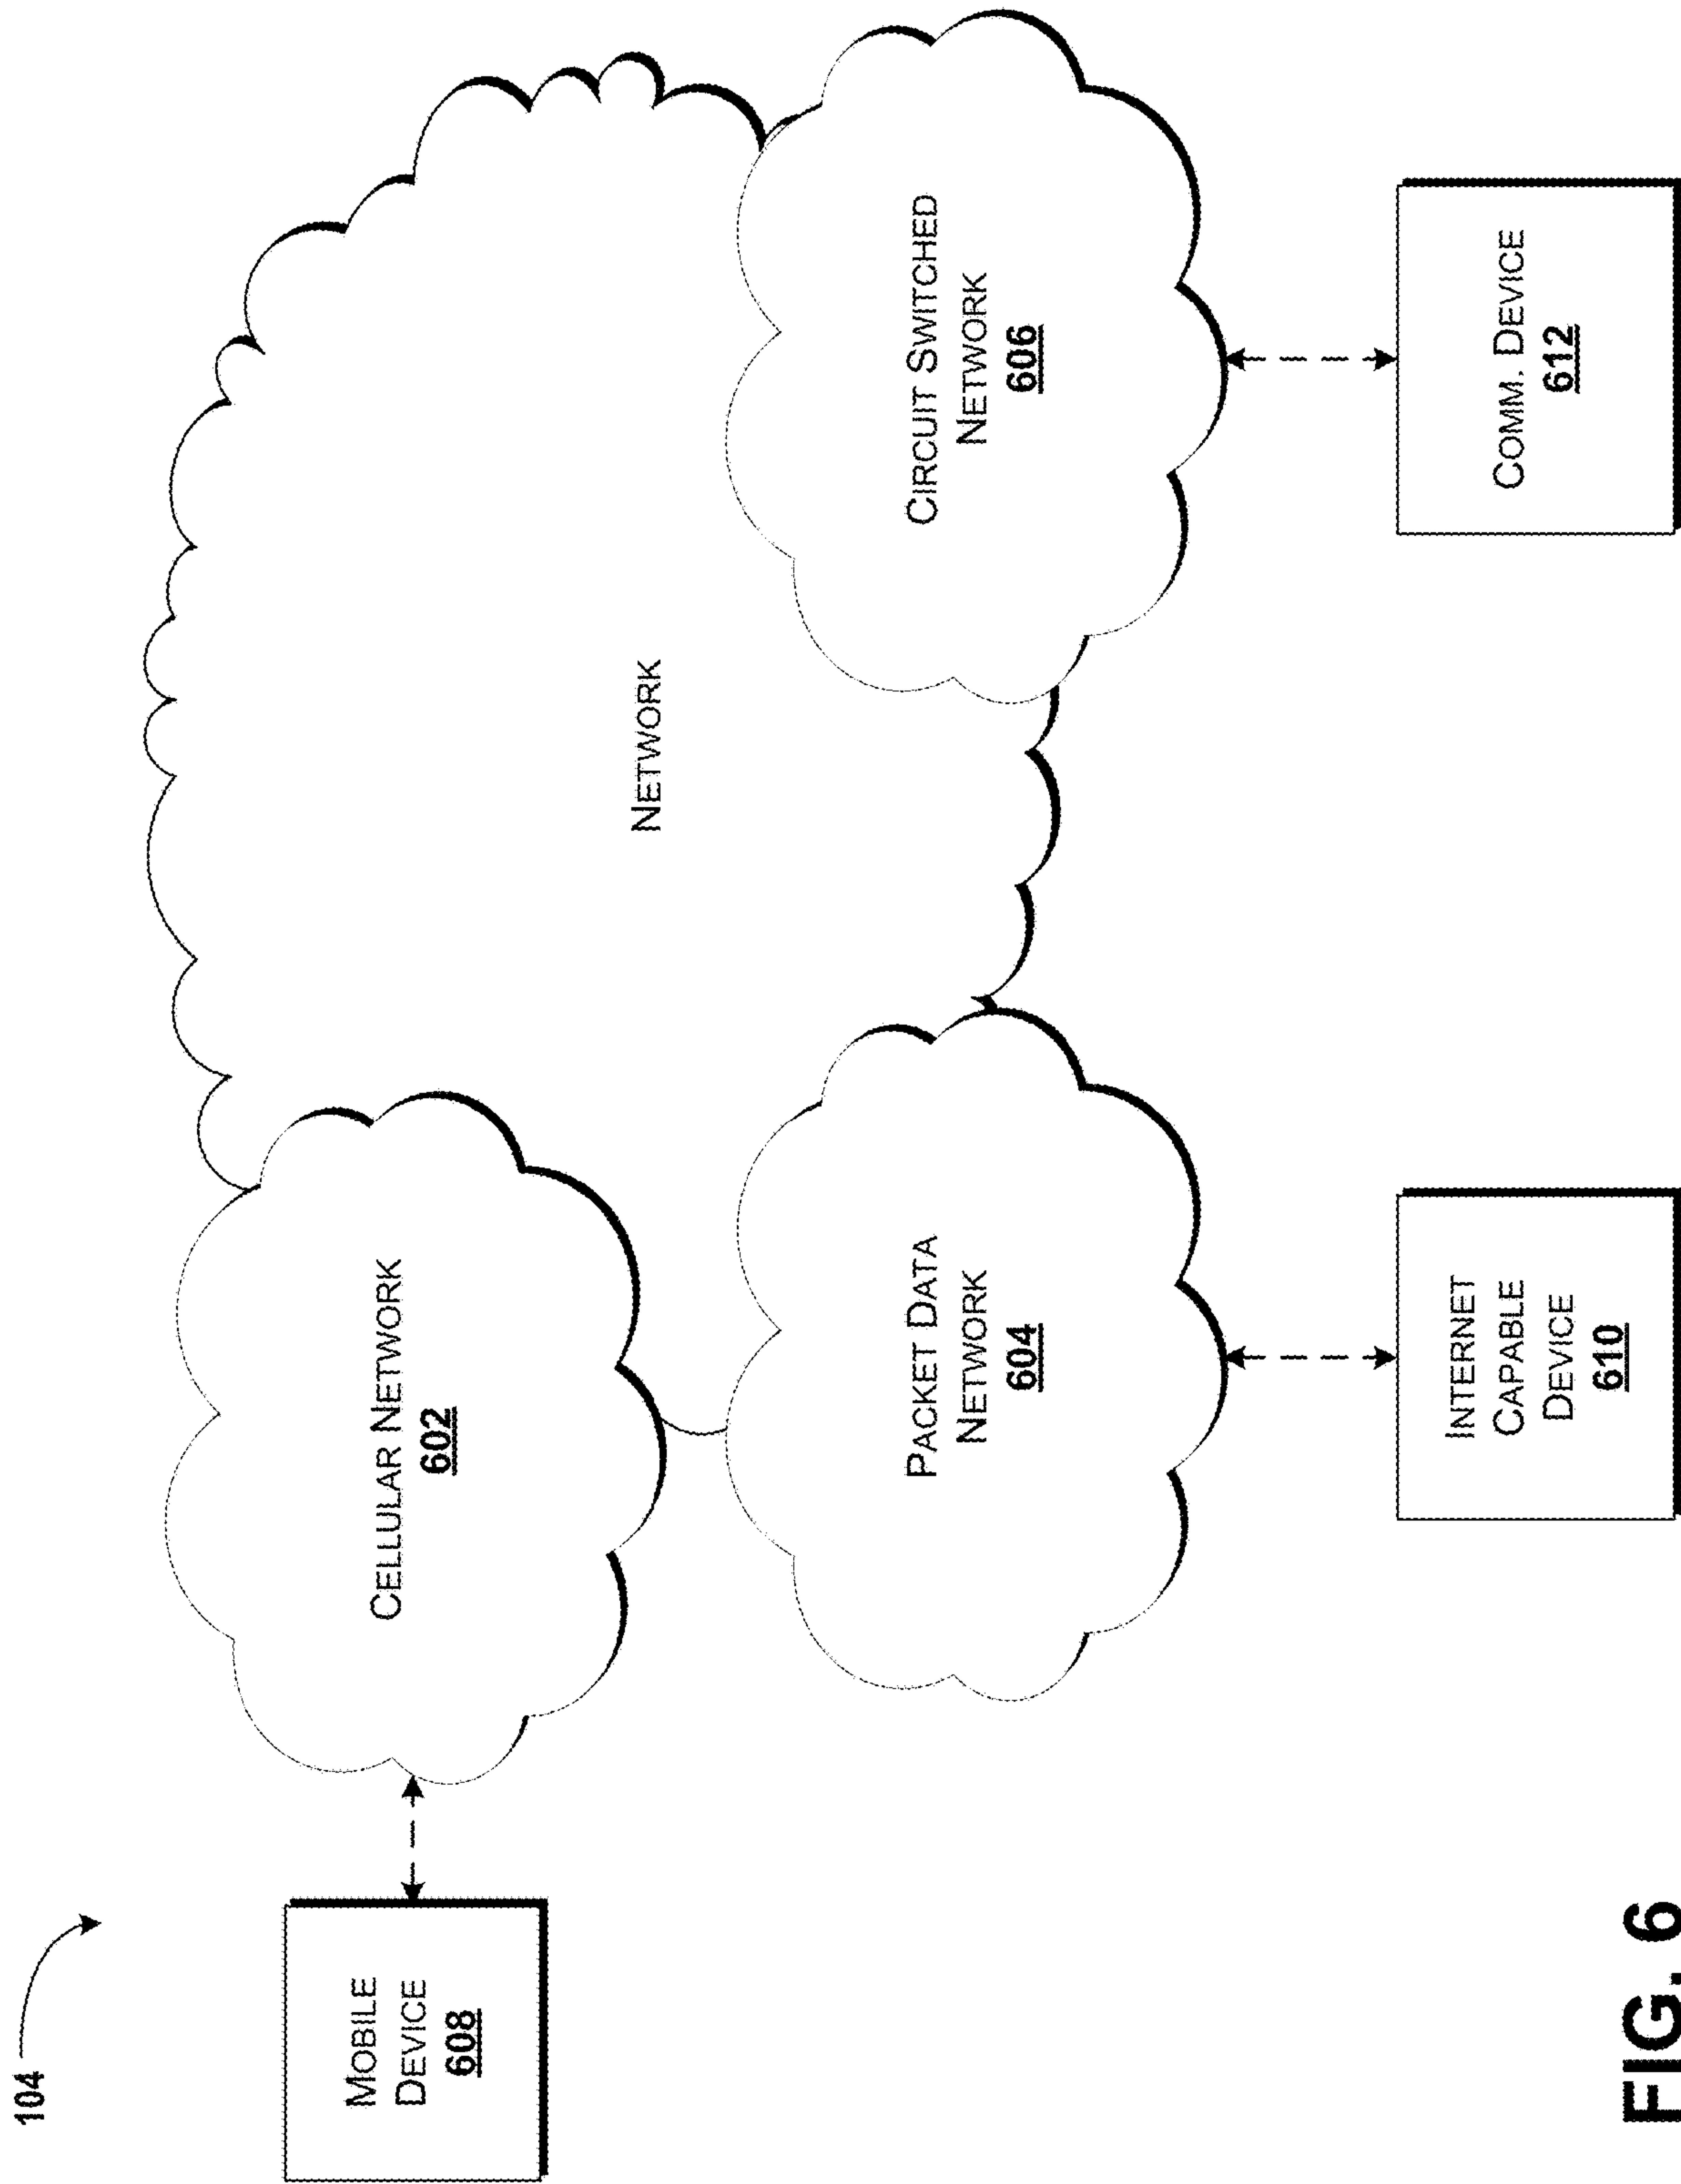 104
MOBILE
DEVICE
608
CELLULAR NETWORK
602
NETWORK
PACKET DATA
NETWORK
604
CIRCUIT SWITCHED
NETWORK
606
INTERNET
CAPABLE
DEVICE
610
COMM. DEVICE
612
FIG. 6